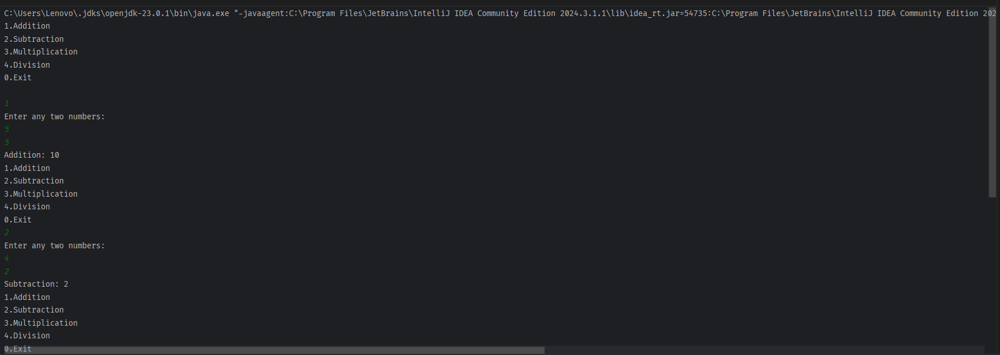 C:\Users\Lenovo\.jdks\openjdk-23.0.1\bin\java.exe "-javaagent:C:\Program Files\JetBrains\IntelliJ IDEA Community Edition 2024.3.1.1\lib\idea_rt.jar=54735:C:\Program Files\JetBrains\IntelliJ IDEA Community Edition 202
1.Addition
2.Subtraction
3.Multiplication
4.Division
0.Exit
1
Enter any two numbers:
5
5
Addition: 10
1.Addition
2.Subtraction
3.Multiplication
4.Division
0.Exit
2
Enter any two numbers:
4
2
Subtraction: 2
1.Addition
2.Subtraction
3.Multiplication
4.Division
0.Exit